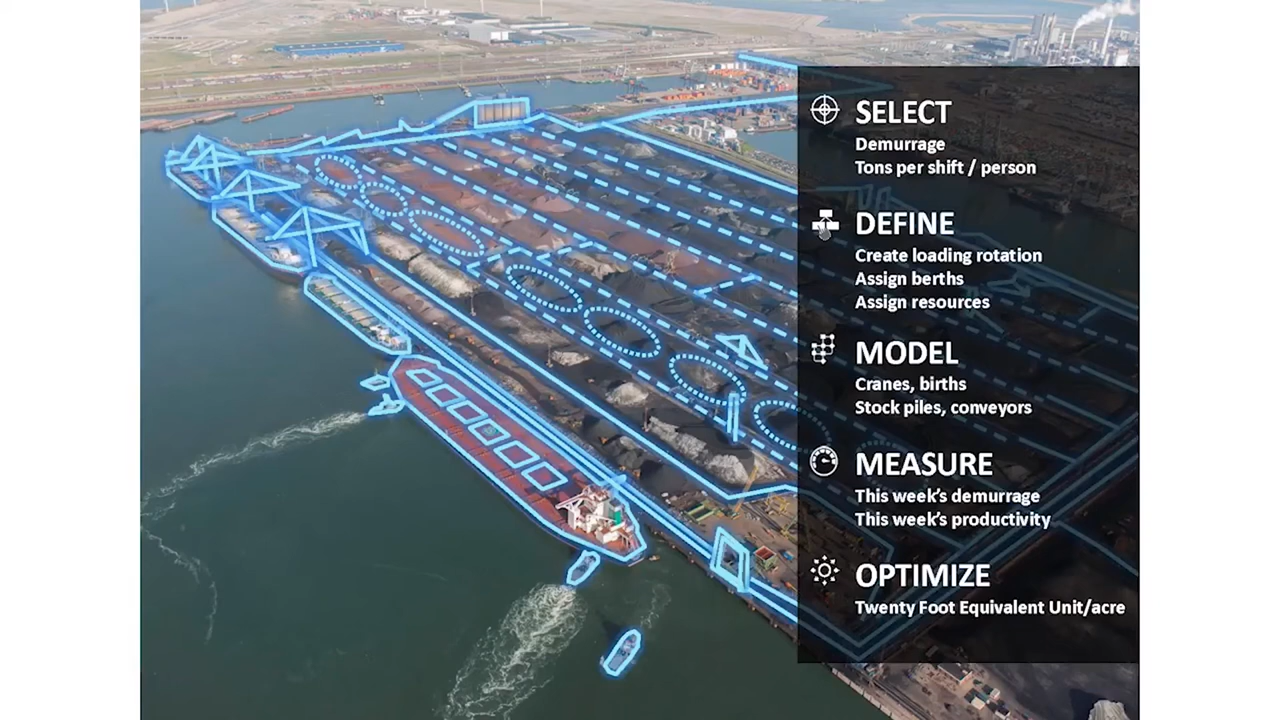 SELECT
Demurrage
Tons per shift / person
DEFINE
Create loading rotation
Assign berths
Assign resources
MODEL
Cranes, births
Stock piles, conveyors
MEASURE
This week's demurrage
This week's productivity
OPTIMIZE
Twenty Foot Equivalent Unit/acre